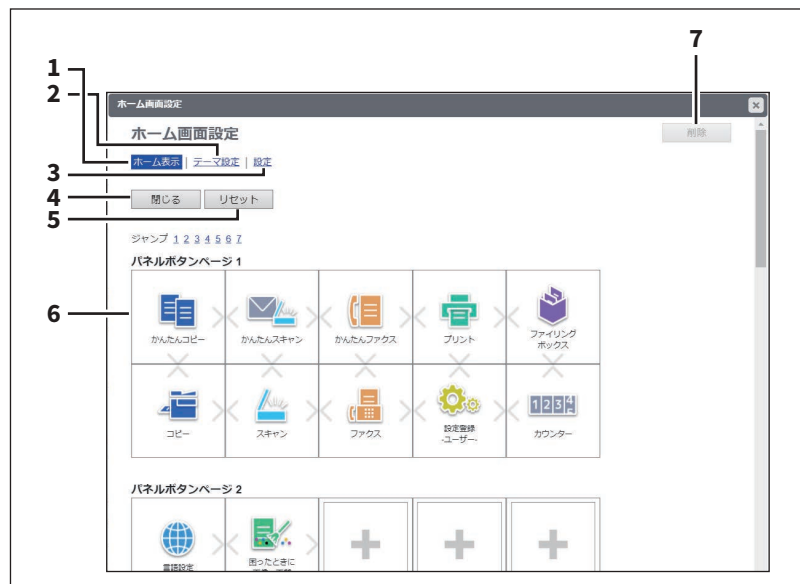 7
1
2
3
4
5
6
ホーム画面設定
ホーム画面設定
削除
ホーム表示 | テーマ設定 | 設定
閉じる リセット
ジャンプ 1 2 3 4 5 6 7
パネルボタンページ 1
かんたんコピー かんたんスキャン かんたんファクス プリント ファイリング
ボックス
コピー スキャン ファクス 設定登録
-ユーザー- カウンター
パネルボタンページ 2
言語設定 困ったときに